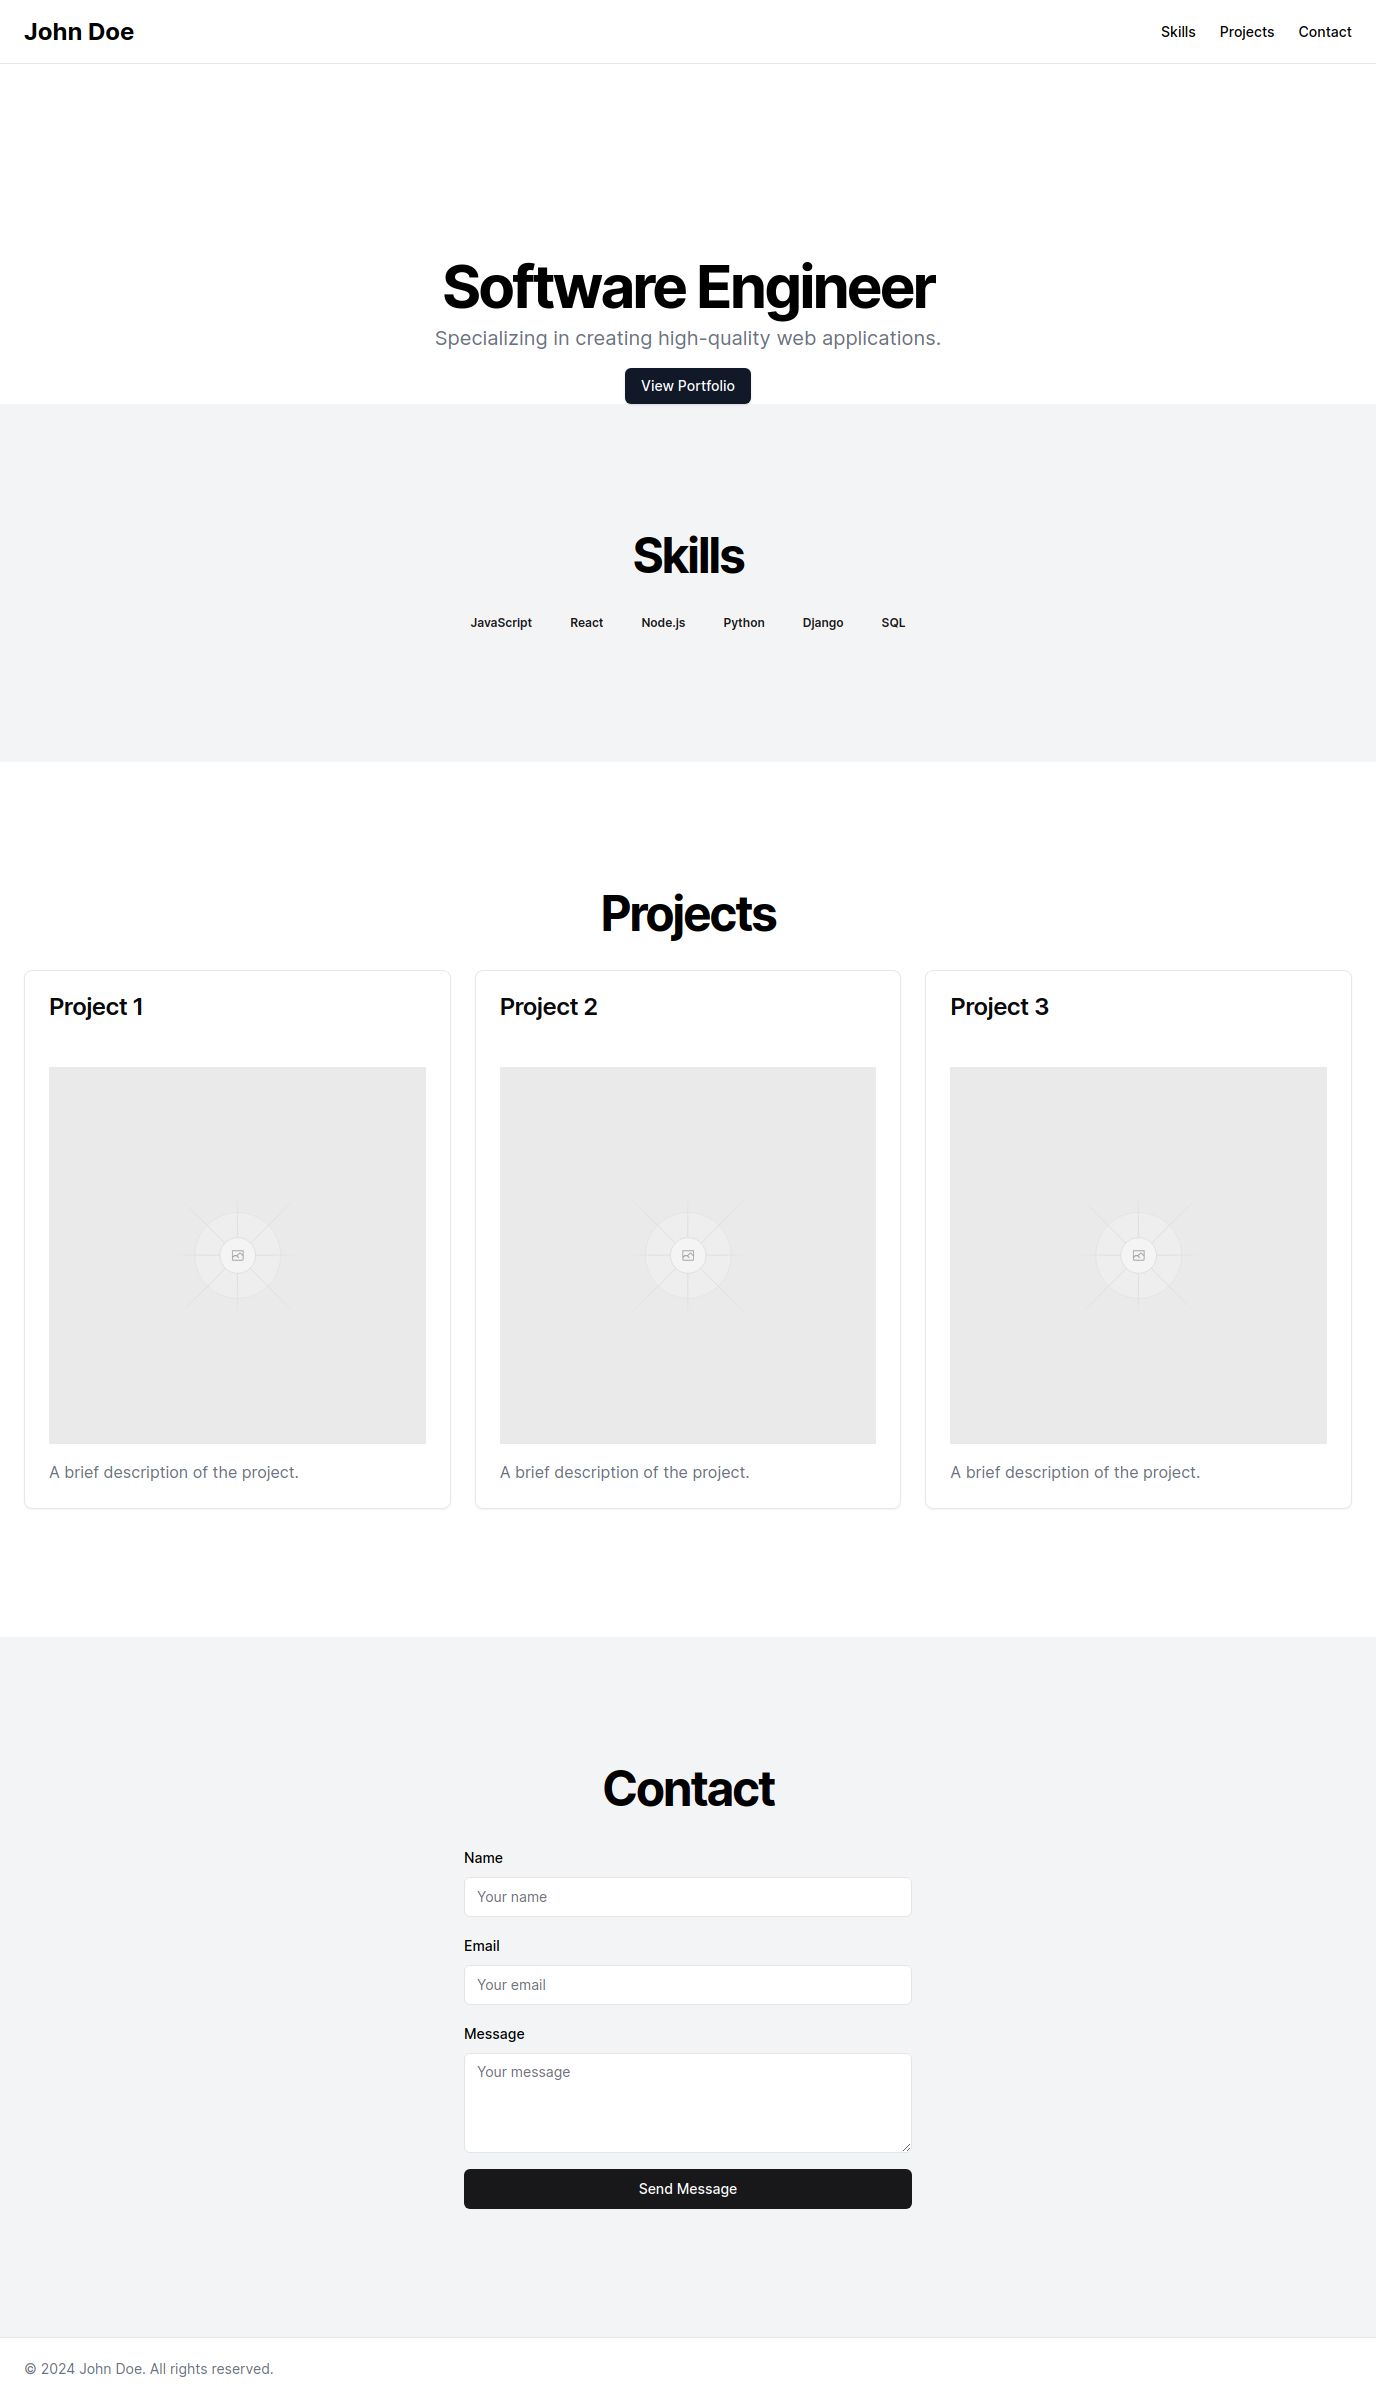 John Doe
Skills Projects Contact
Software Engineer
Specializing in creating high-quality web applications.
View Portfolio
Skills
JavaScript React Node.js Python Django SQL
Projects
Project 1
A brief description of the project.
Project 2
A brief description of the project.
Project 3
A brief description of the project.
Contact
Name
Your name
Email
Your email
Message
Your message
Send Message
© 2024 John Doe. All rights reserved.